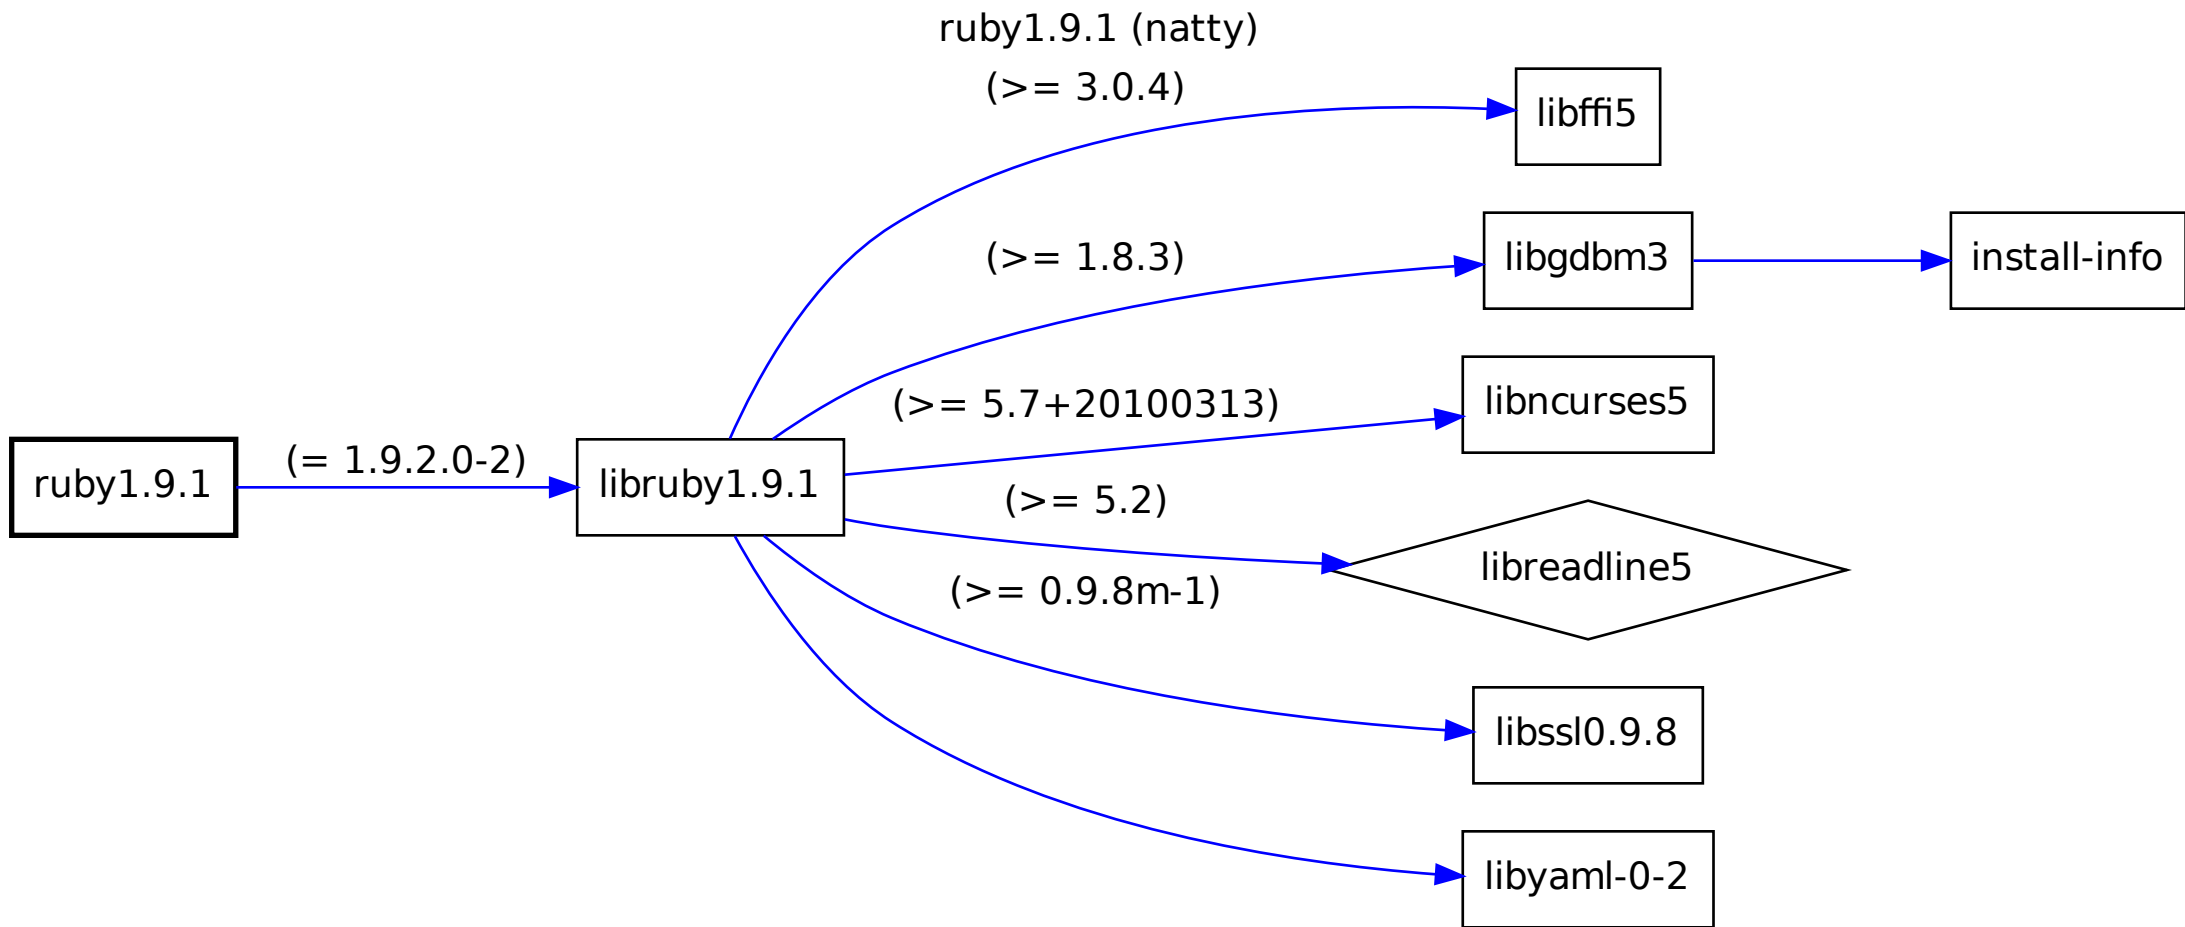 ruby1.9.1 (natty)
(>= 3.0.4)
libffi5
(>= 1.8.3)
libgdbm3
install-info
(>= 5.7+20100313)
libncurses5
ruby1.9.1
(= 1.9.2.0-2)
libruby1.9.1
(>= 5.2)
libreadline5
(>= 0.9.8m-1)
libssl0.9.8
libyaml-0-2